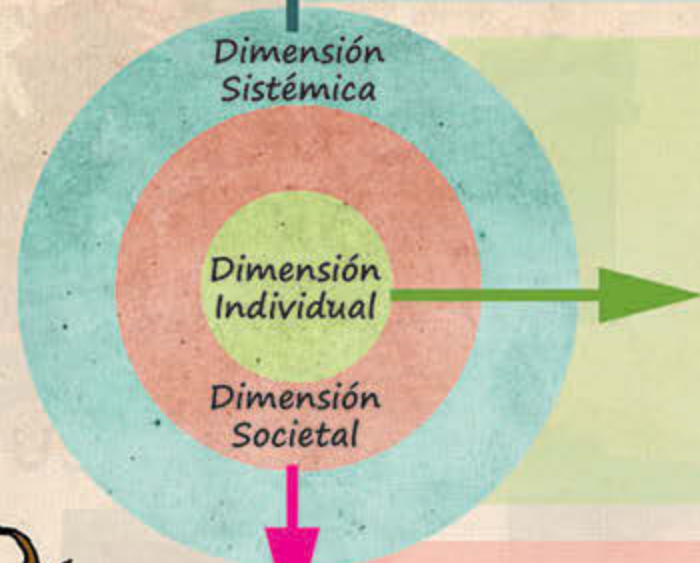 Dimensión
Sistémica
Dimensión
Individual
Dimensión
Societal